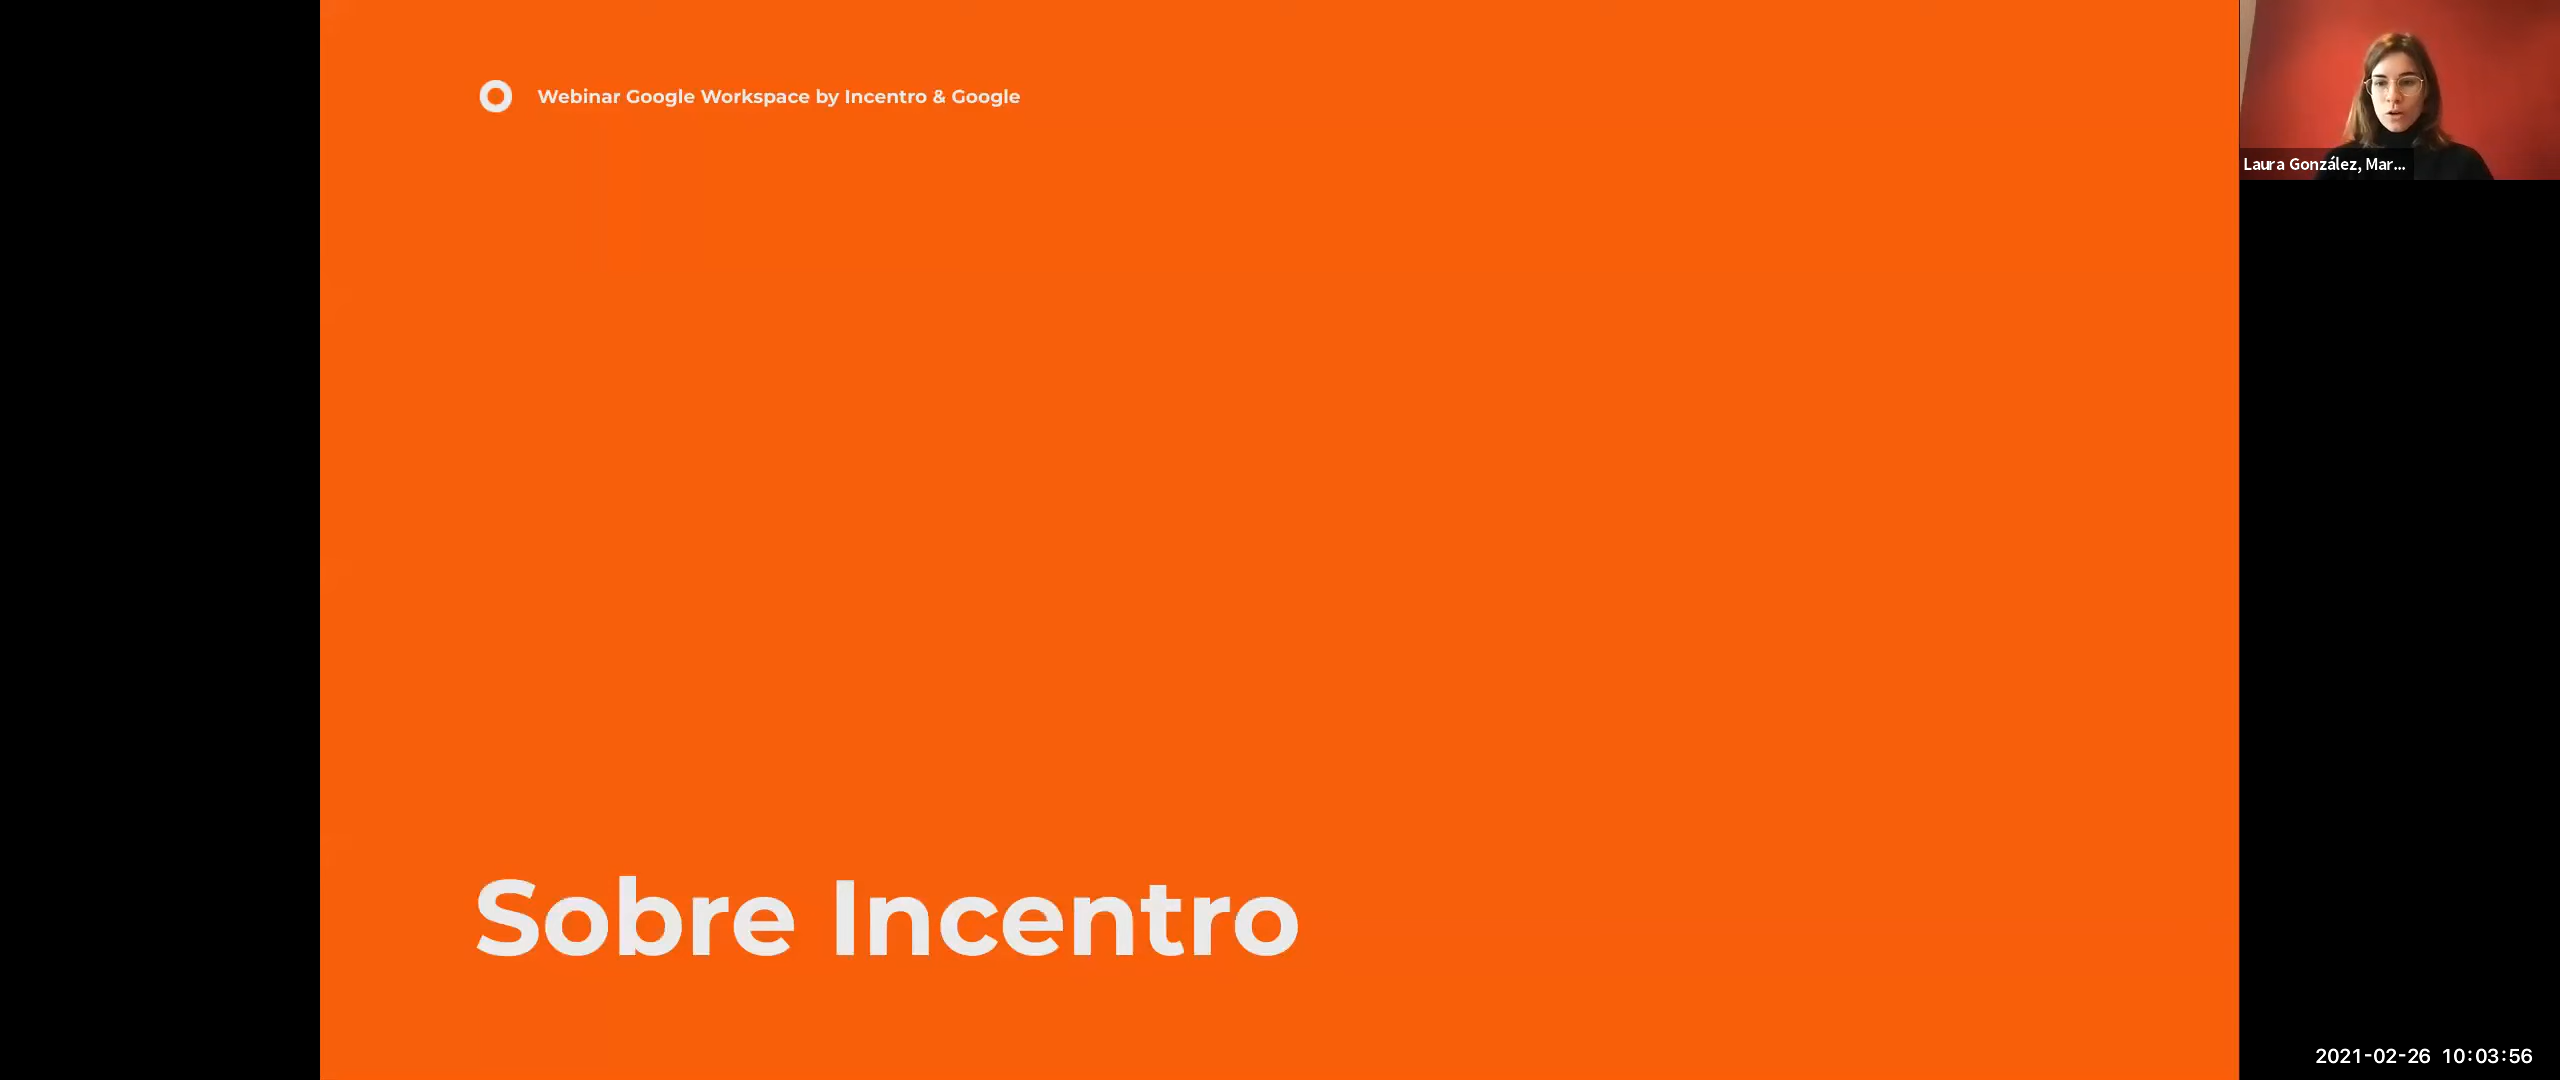 Webinar Google Workspace by Incentro & Google
Laura González, Mar...
Sobre Incentro
2021-02-26 10:03:56